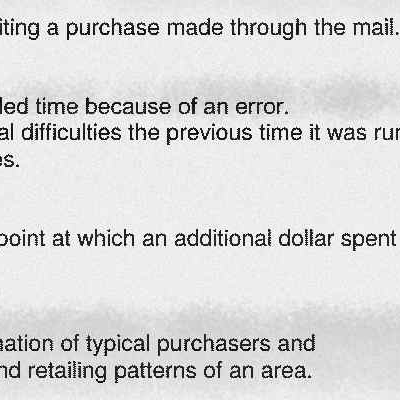 iting a purchase made through the mail.
led time because of an error.
al difficulties the previous time it was run
es.
point at which an additional dollar spent
nation of typical purchasers and
nd retailing patterns of an area.